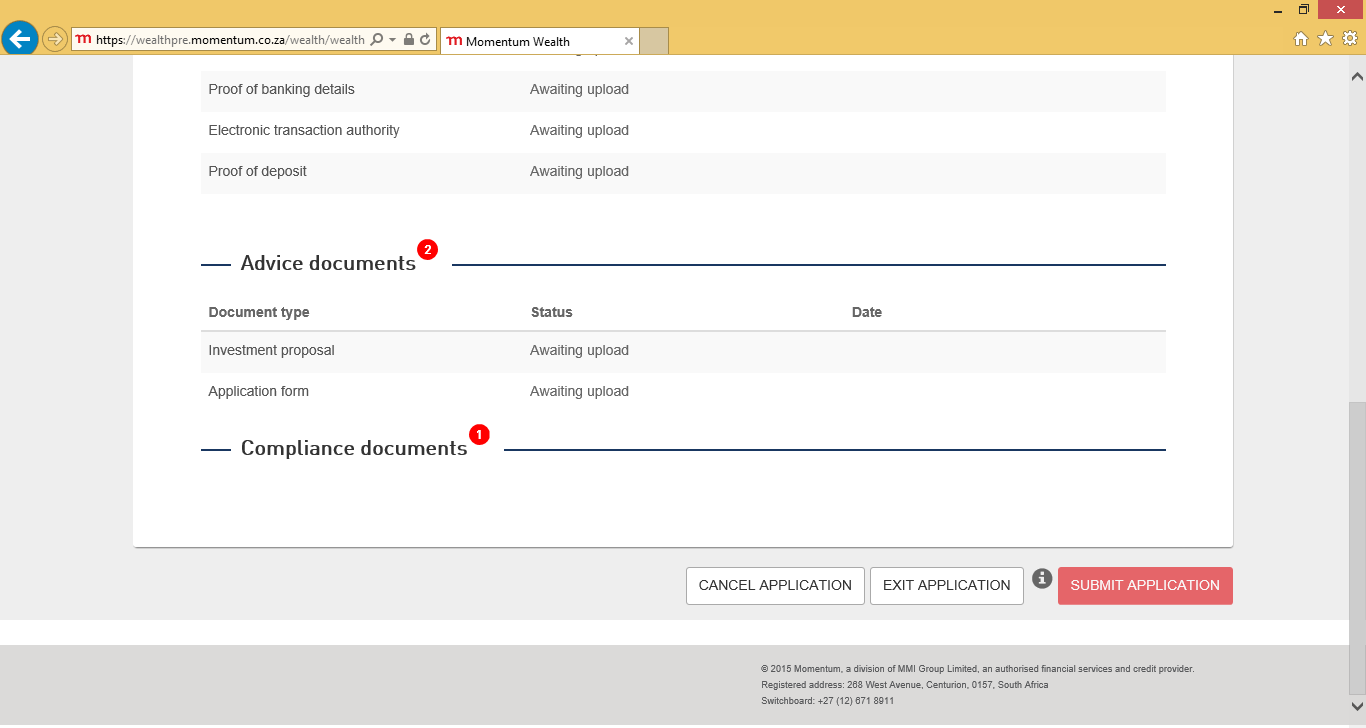 https://wealthpre.momentum.co.za/wealth/wealth
m Momentum Wealth
Proof of banking details Awaiting upload
Electronic transaction authority Awaiting upload
Proof of deposit Awaiting upload
Advice documents 2
Document type Status Date
Investment proposal Awaiting upload
Application form Awaiting upload
Compliance documents 1
CANCEL APPLICATION EXIT APPLICATION i SUBMIT APPLICATION
© 2015 Momentum, a division of MMI Group Limited, an authorised financial services and credit provider.
Registered address: 268 West Avenue, Centurion, 0157, South Africa
Switchboard: +27 (12) 671 8911